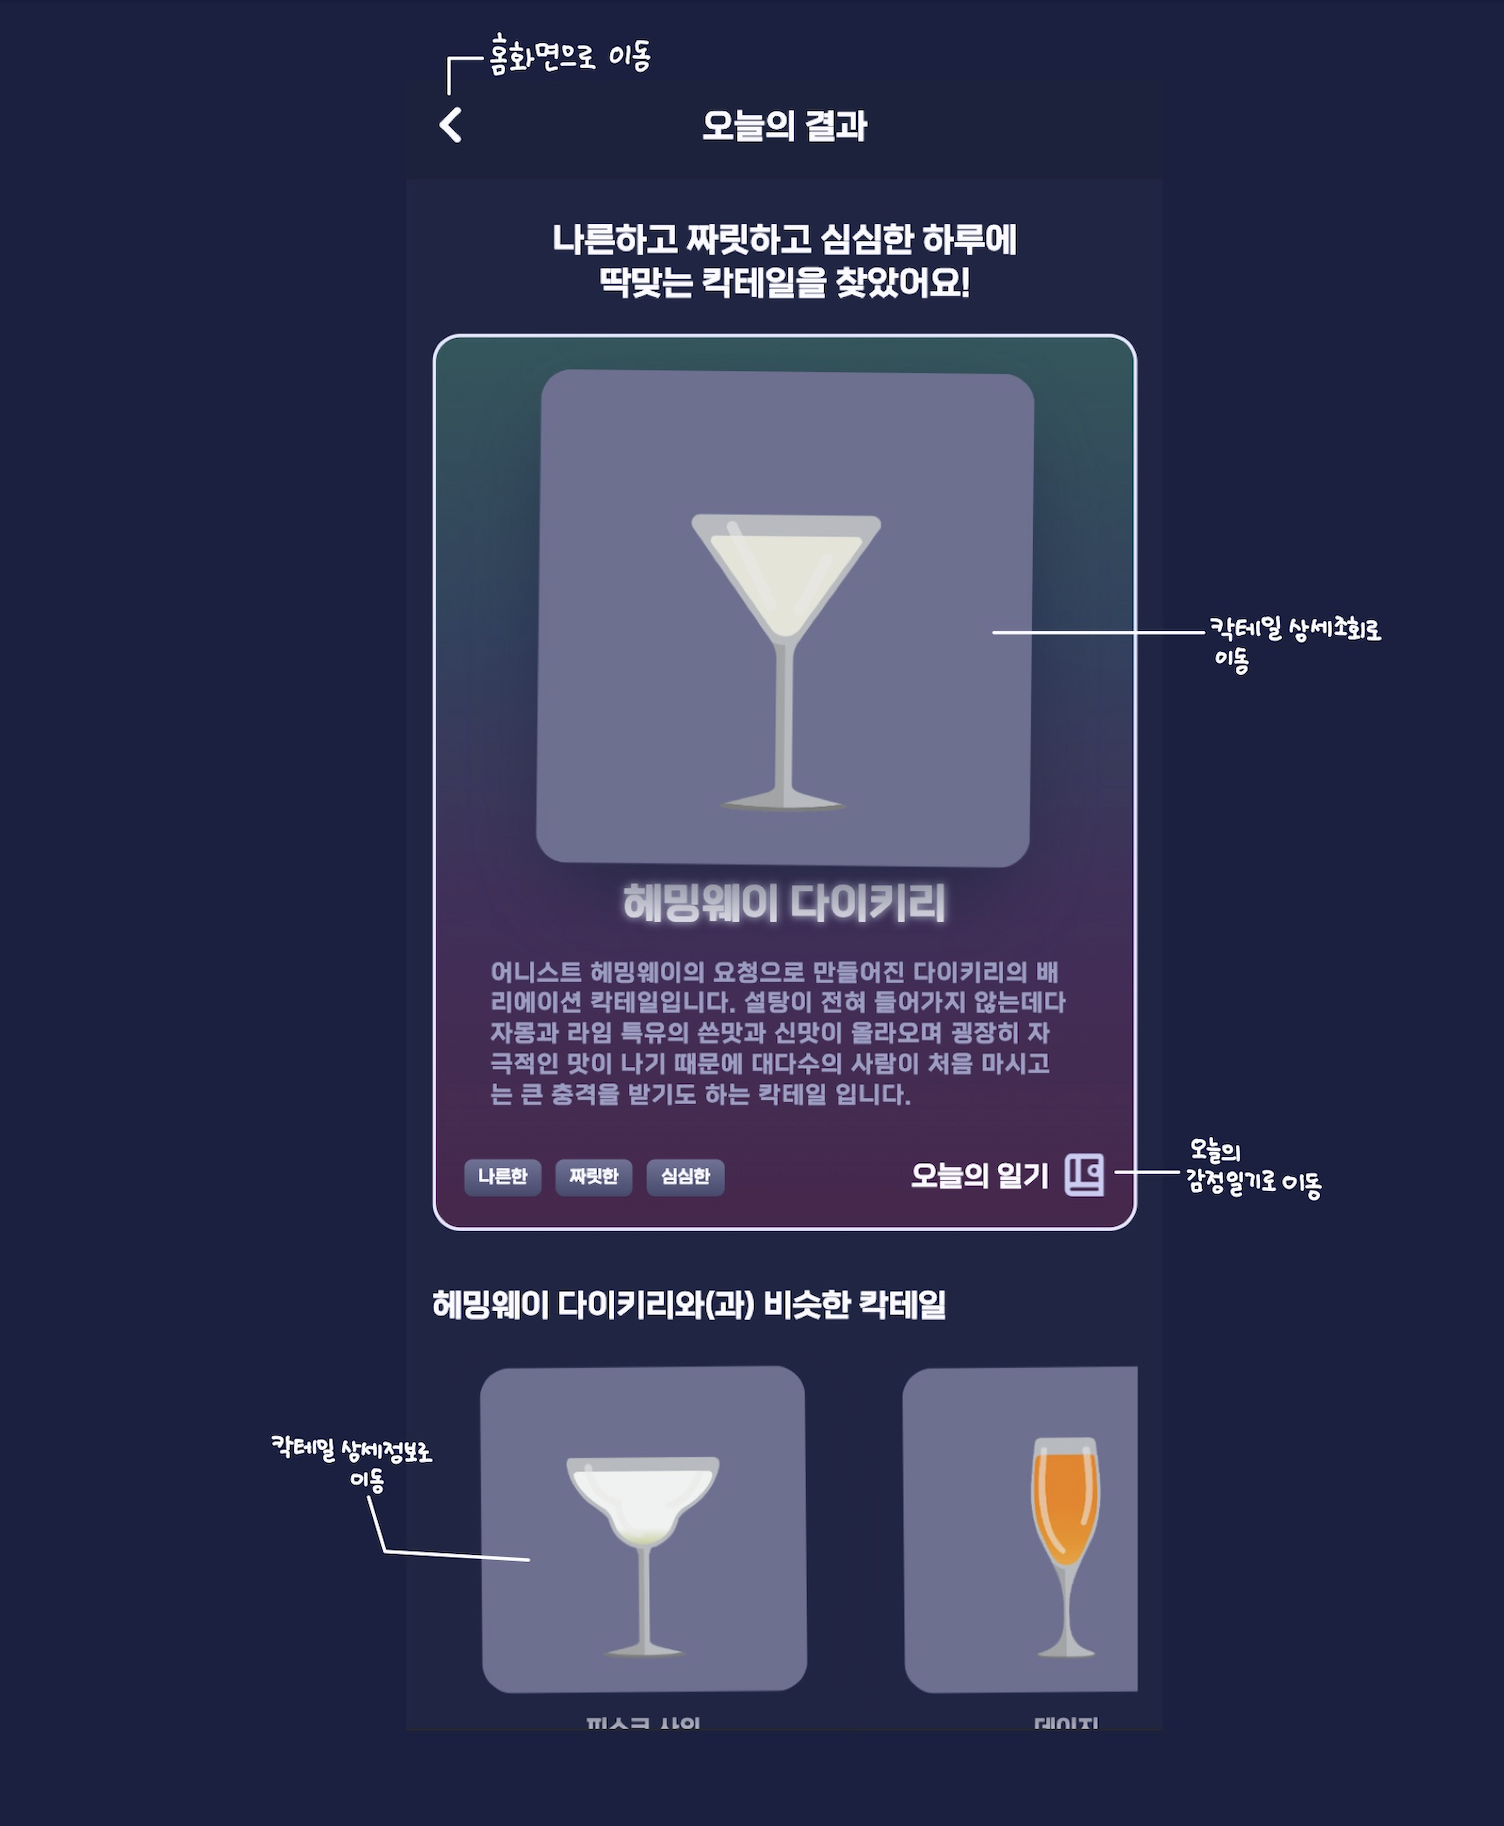 홈화면으로 이동
오늘의 결과
나른하고 짜릿하고 심심한 하루에
딱맞는 칵테일을 찾았어요!
칵테일 상세조회로
이동
헤밍웨이 다이키리
어니스트 헤밍웨이의 요청으로 만들어진 다이키리의 배
리에이션 칵테일입니다. 설탕이 전혀 들어가지 않는데다
자몽과 라임 특유의 쓴맛과 신맛이 올라오며 굉장히 자
극적인 맛이 나기 때문에 대다수의 사람이 처음 마시고
는 큰 충격을 받기도 하는 칵테일 입니다.
나른한 짜릿한 심심한 오늘의 일기
오늘의
감정일기로 이동
헤밍웨이 다이키리와(과) 비슷한 칵테일
칵테일 상세정보로
이동
데이지